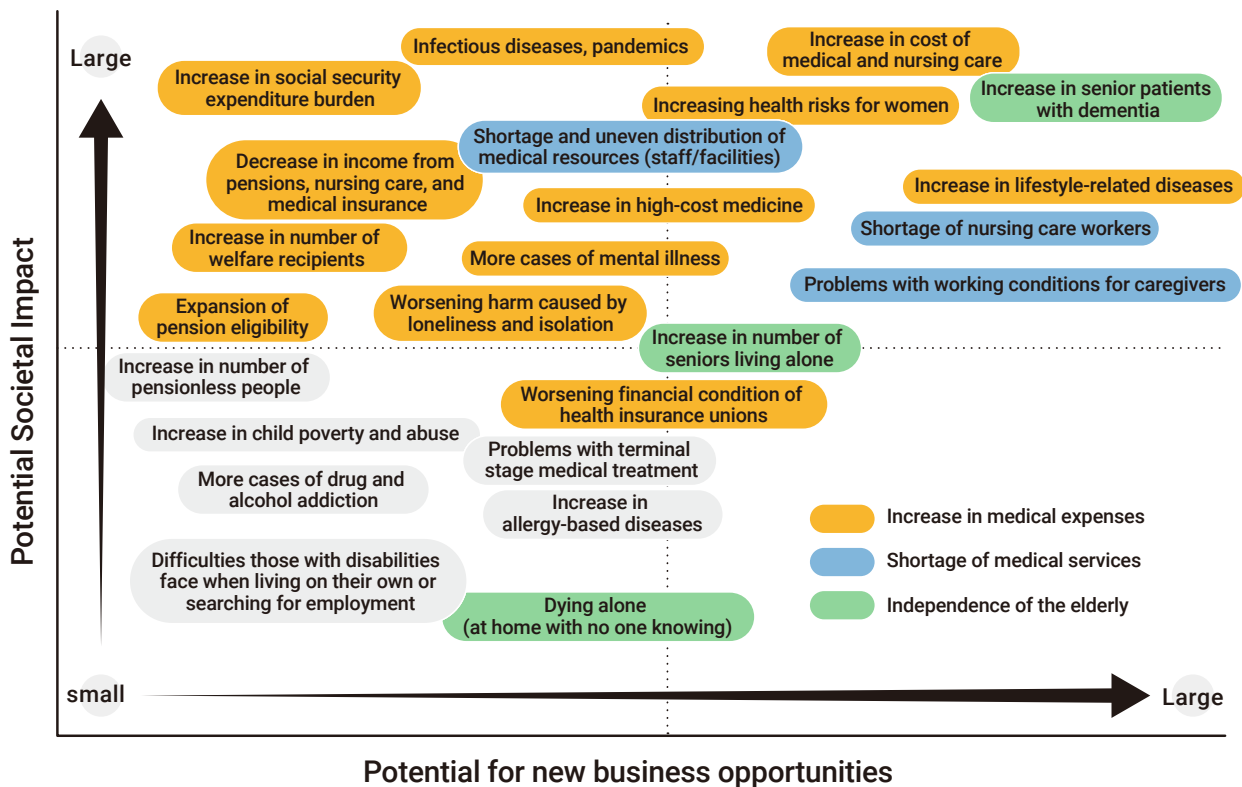 Potential Societal Impact
Large
Infectious diseases, pandemics
Increase in cost of
medical and nursing care
Increase in social security
expenditure burden
Increasing health risks for women
Increase in senior patients
with dementia
Shortage and uneven distribution of
medical resources (staff/facilities)
Decrease in income from
pensions, nursing care, and
medical insurance
Increase in lifestyle-related diseases
Increase in high-cost medicine
Shortage of nursing care workers
Increase in number of
welfare recipients
More cases of mental illness
Problems with working conditions for caregivers
Expansion of
pension eligibility
Worsening harm caused by
loneliness and isolation
Increase in number of
seniors living alone
Increase in number of
pensionless people
Worsening financial condition of
health insurance unions
Increase in child poverty and abuse
Problems with terminal
stage medical treatment
More cases of drug and
alcohol addiction
Increase in
allergy-based diseases
Increase in medical expenses
Shortage of medical services
Independence of the elderly
Difficulties those with disabilities
face when living on their own or
searching for employment
Dying alone
(at home with no one knowing)
small
Large
Potential for new business opportunities